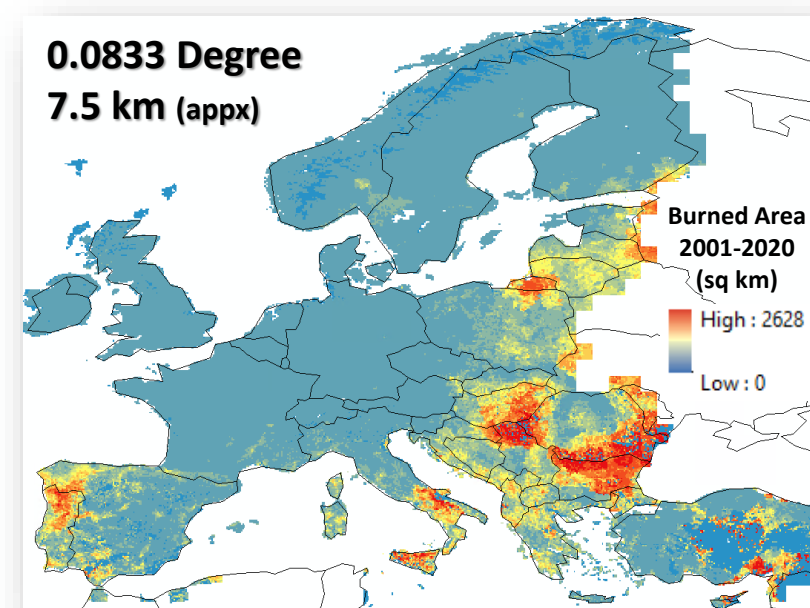 0.0833 Degree
7.5 km (appx)
Burned Area
2001-2020
(sq km)
High : 2628
Low : 0